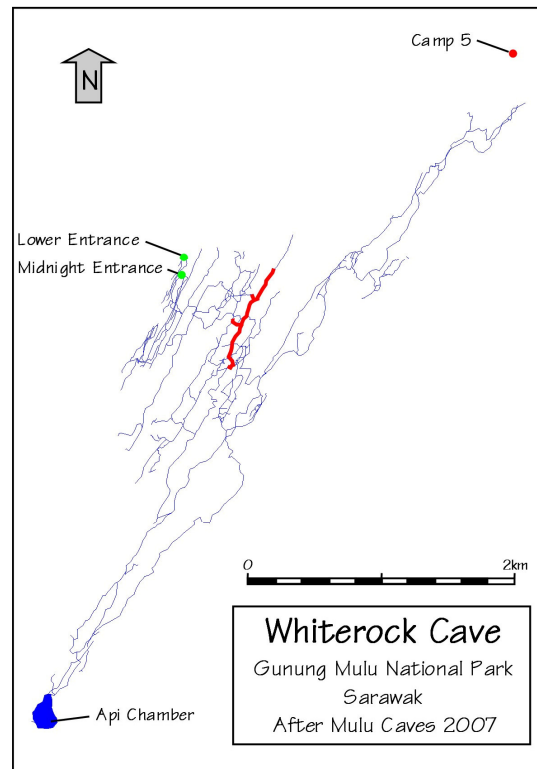 Camp 5
N
Lower Entrance
Midnight Entrance
0
2km
Whiterock Cave
Gunung Mulu National Park
Sarawak
After Mulu Caves 2007
Api Chamber